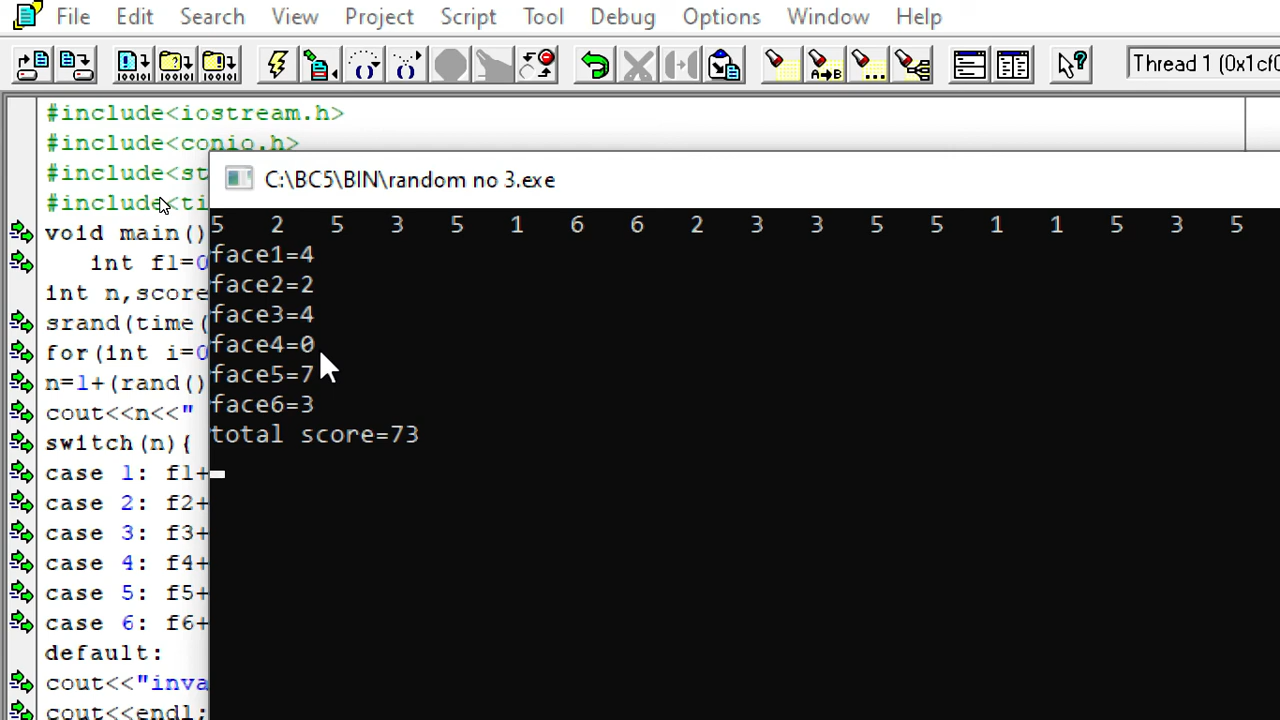 File Edit Search View Project Script Tool Debug Options Window Help
Thread 1 (0x1cf0
#include<iostream.h>
#include<conio.h>
#include<st
#include<ti
void main()
int f1=0
int n,score
srand(time(
for(int i=0
n=1+(rand()
cout<<n<<"
switch(n){
case 1: f1+
case 2: f2+
case 3: f3+
case 4: f4+
case 5: f5+
case 6: f6+
default:
cout<<"inva
cout<<endl;
C:\BC5\BIN\random no 3.exe
5 2 5 3 5 1 6 6 2 3 3 5 5 1 1 5 3 5
face1=4
face2=2
face3=4
face4=0
face5=7
face6=3
total score=73